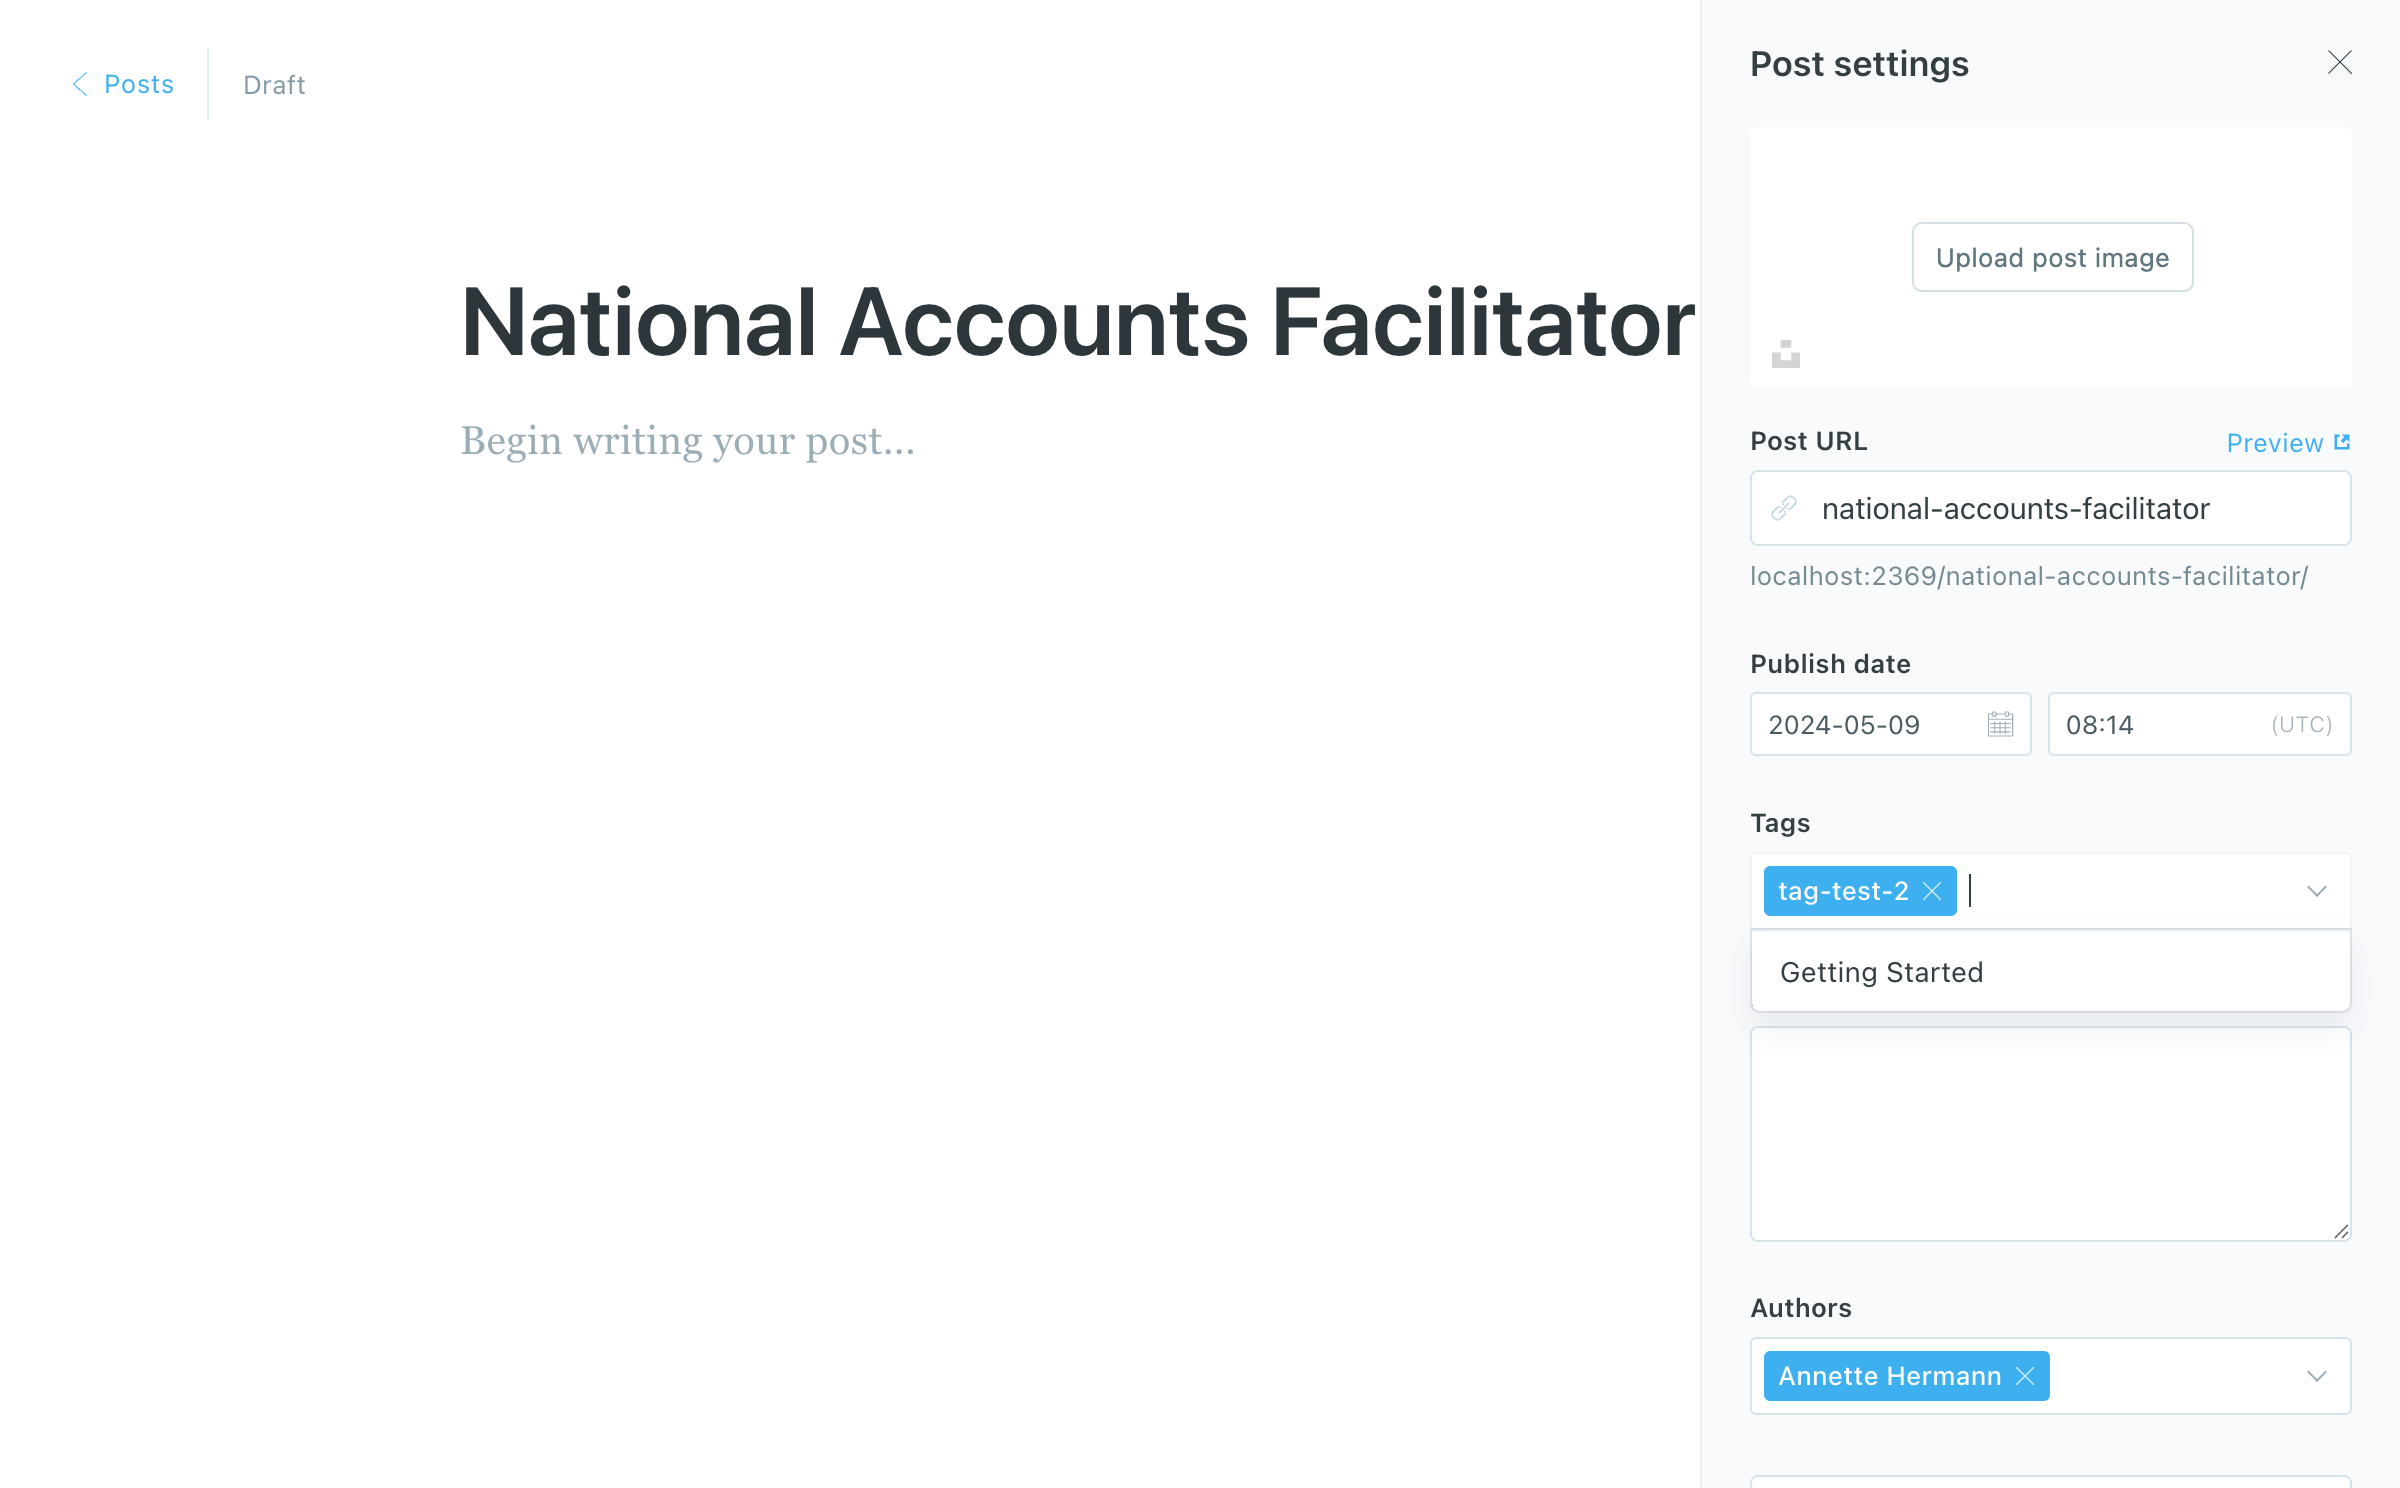 Posts
Draft
National Accounts Facilitator
Begin writing your post...
Post settings
Upload post image
Post URL
Preview
national-accounts-facilitator
localhost:2369/national-accounts-facilitator/
Publish date
2024-05-09
08:14
(UTC)
Tags
tag-test-2
Getting Started
Authors
Annette Hermann